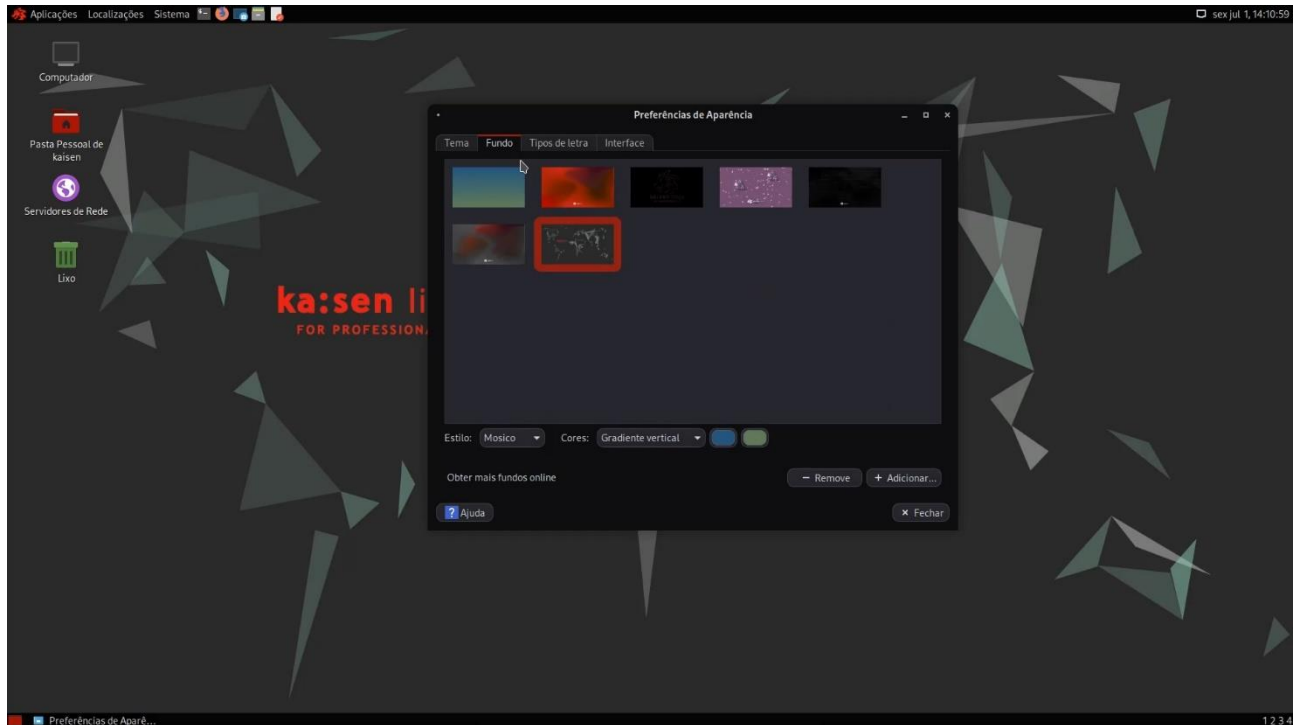 Aplicações Localizações Sistema
sex jul 1, 14:10:59
Computador
Pasta Pessoal de
kaisen
Servidores de Rede
Lixo
ka:sen li
FOR PROFESSION
Preferências de Aparência
Tema Fundo Tipos de letra Interface
Estilo: Mosico Cores: Gradiente vertical
Obter mais fundos online
Remove + Adicionar...
? Ajuda
Fechar
Preferências de Aparê...
1 2 3 4